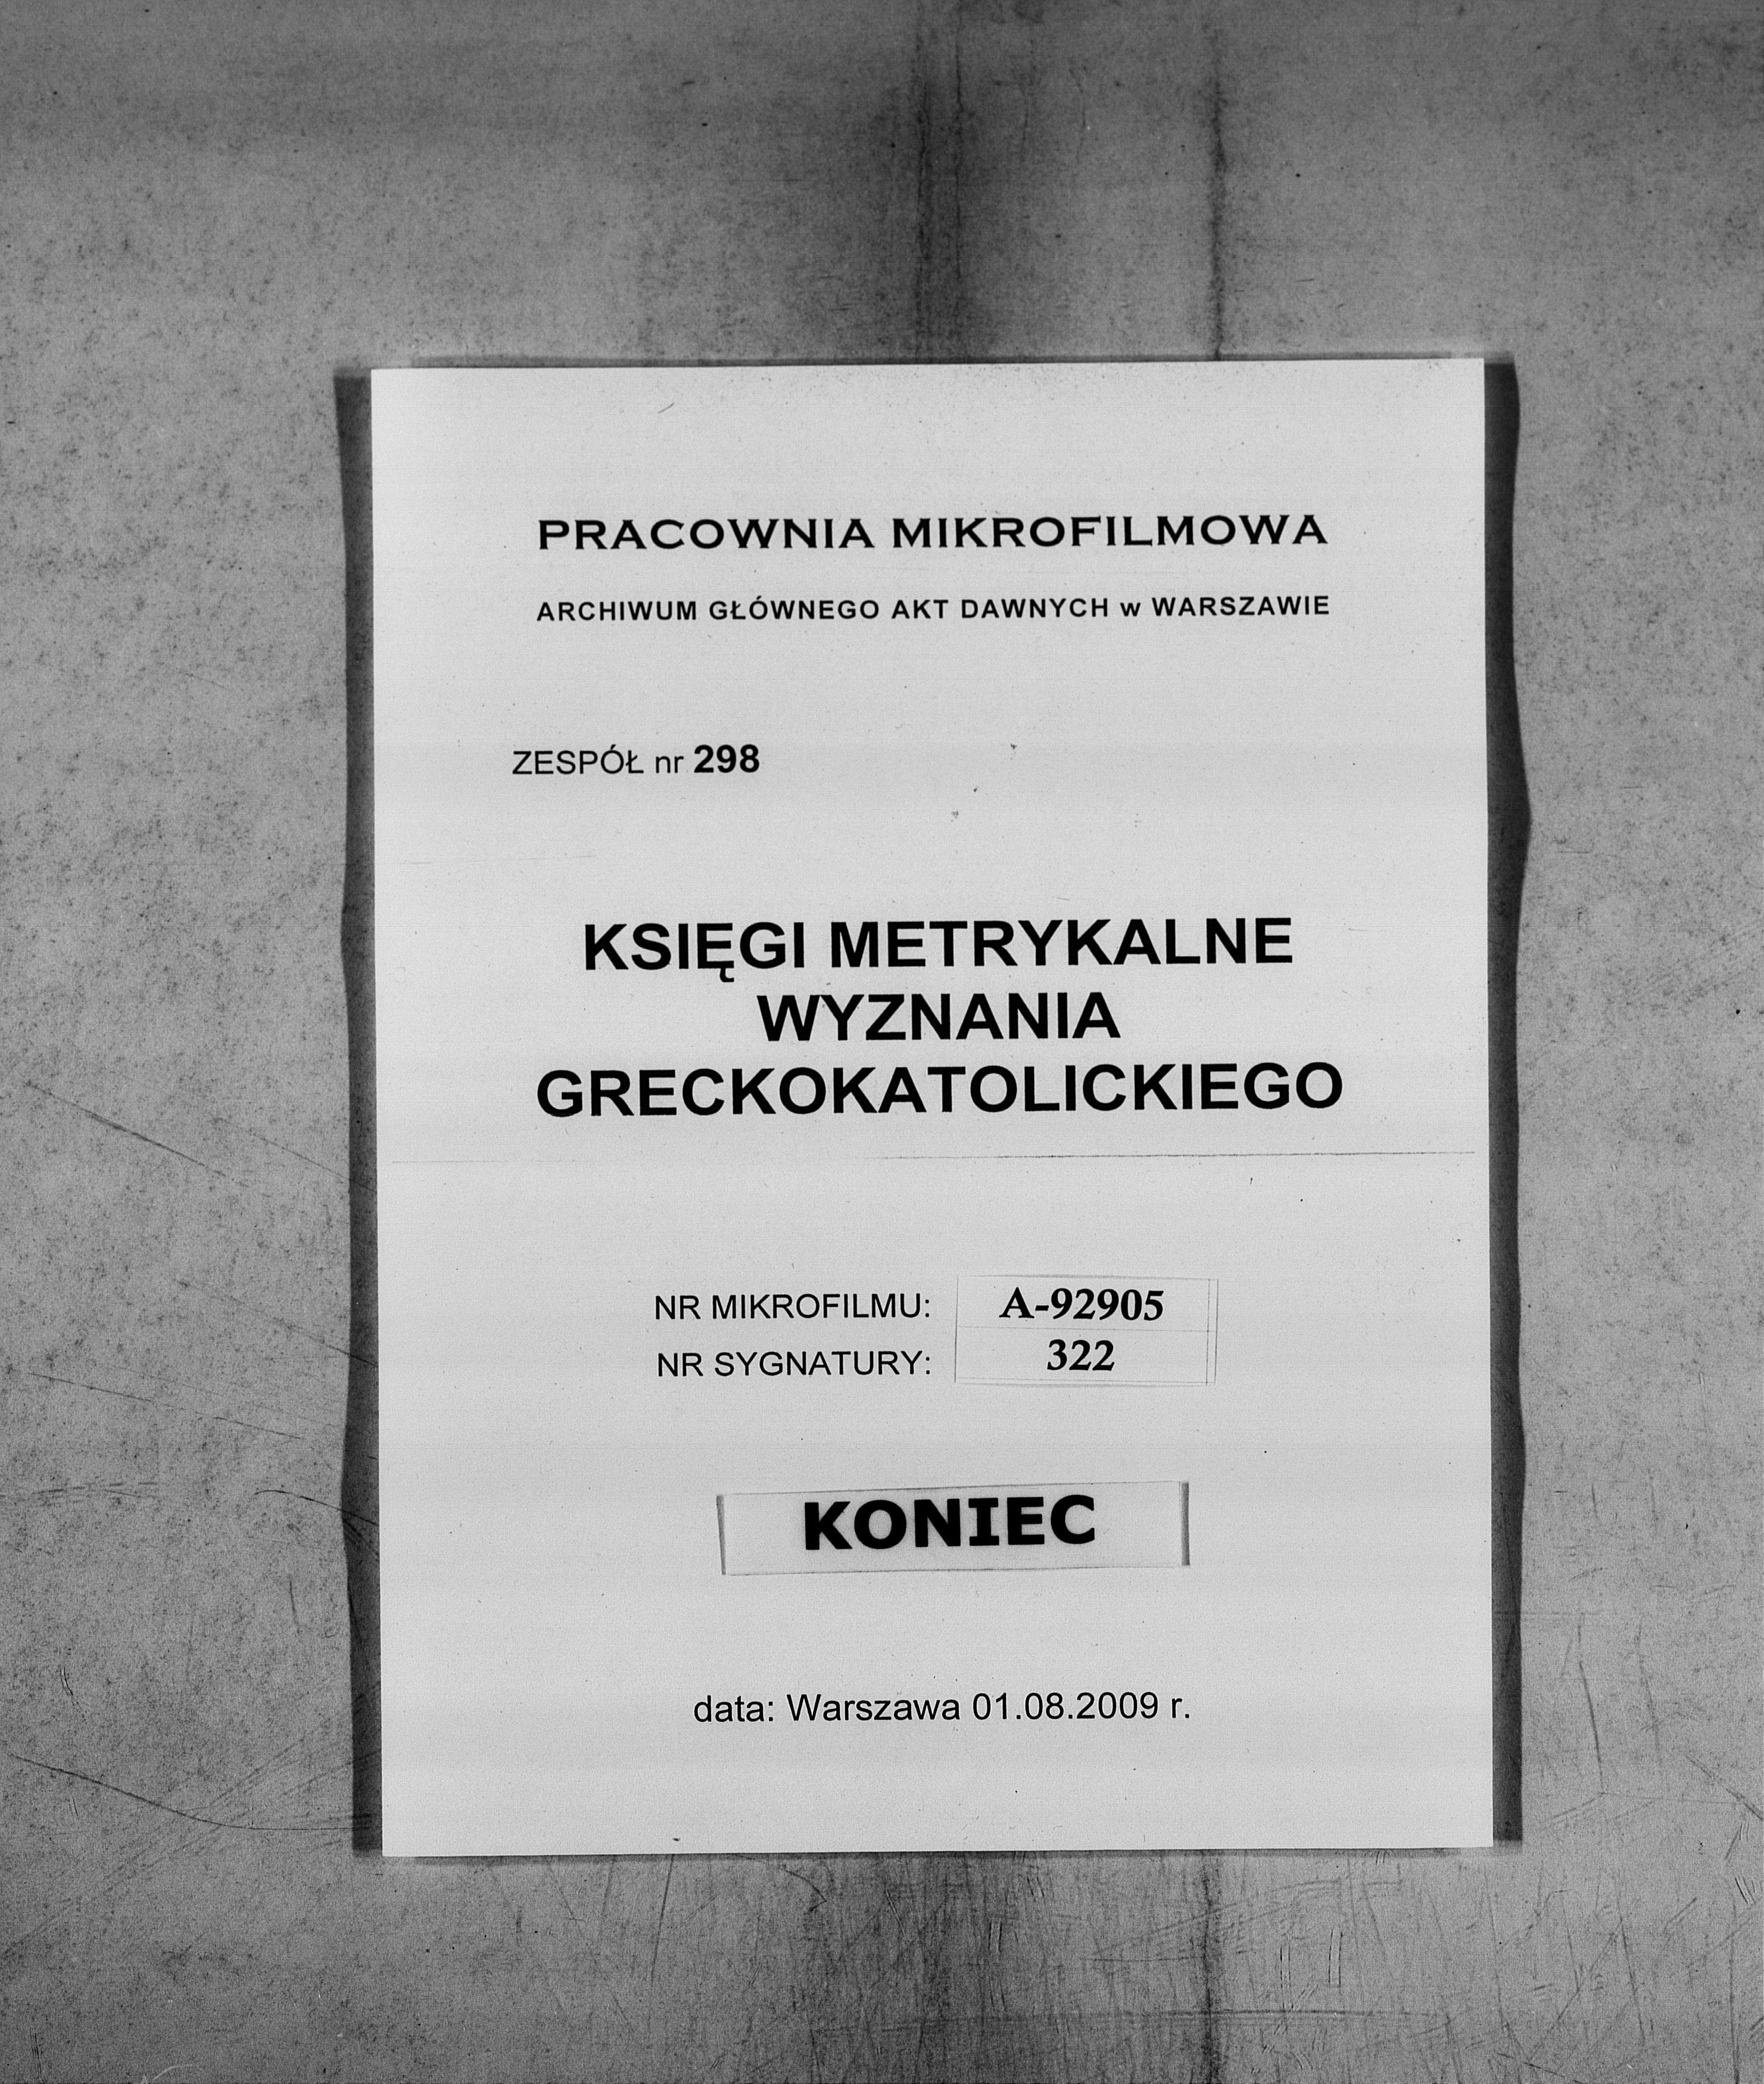 PRACOWNIA MIKROFILMOWA
ARCHIWUM GŁÓWNEGO AKT DAWNYCH w WARSZAWIE
ZESPÓŁ nr 298
KSIĘGI METRYKALNE
WYZNANIA
GRECKOKATOLICKIEGO
NR MIKROFILMU: A-92905
NR SYGNATURY: 322
KONIEC
data: Warszawa 01.08.2009 r.